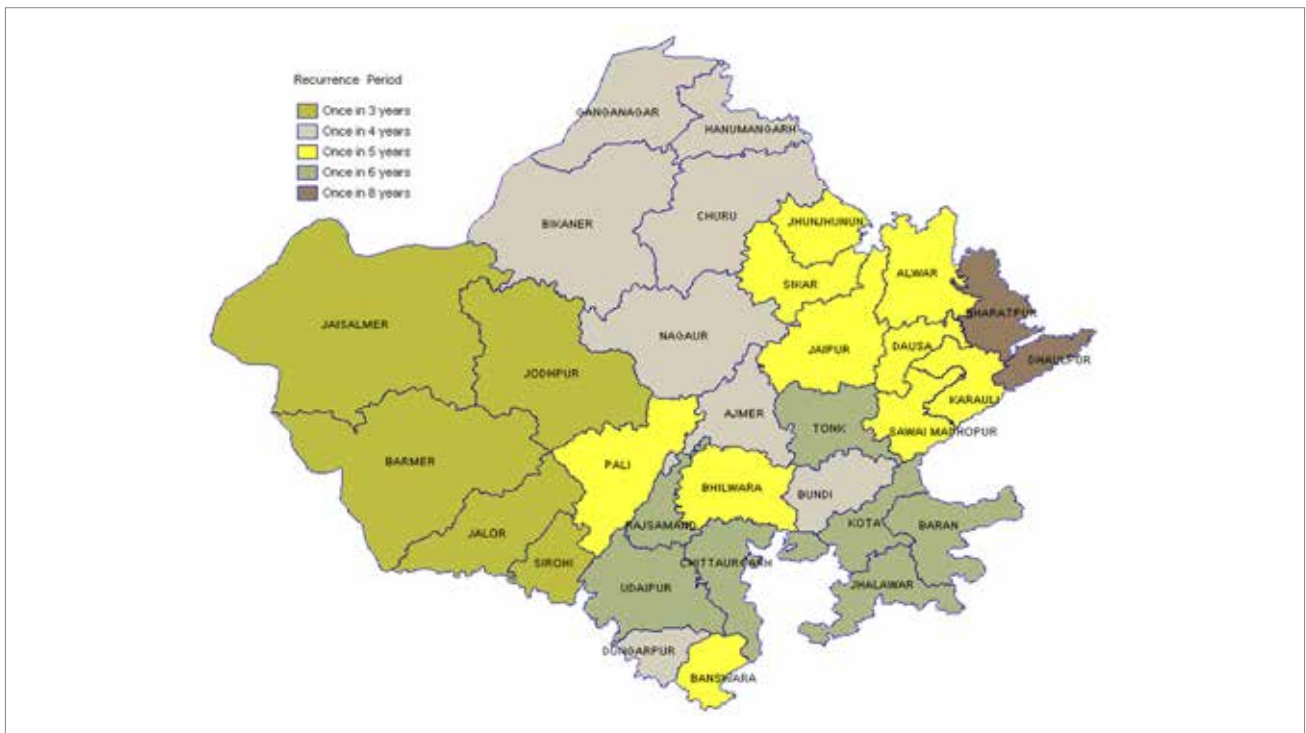 Recurrence Period
Once in 3 years
Once in 4 years
Once in 5 years
Once in 6 years
Once in 8 years
GANGANAGAR
HANUMANGARH
BIKANER
CHURU
JHUNJHUNUN
SIKAR
ALWAR
JAISALMER
NAGAUR
JAIPUR
DAUSA
BHARATPUR
DHAULPUR
JODHPUR
KARAULI
AJMER
TONK
SAWAI MADHOPUR
BARMER
PALI
BHILWARA
BUNDI
JALOR
RAJSAMAND
KOTA
BARAN
SIROHI
CHITTAURGARH
UDAIPUR
JHALAWAR
DUNGARPUR
BANSWARA